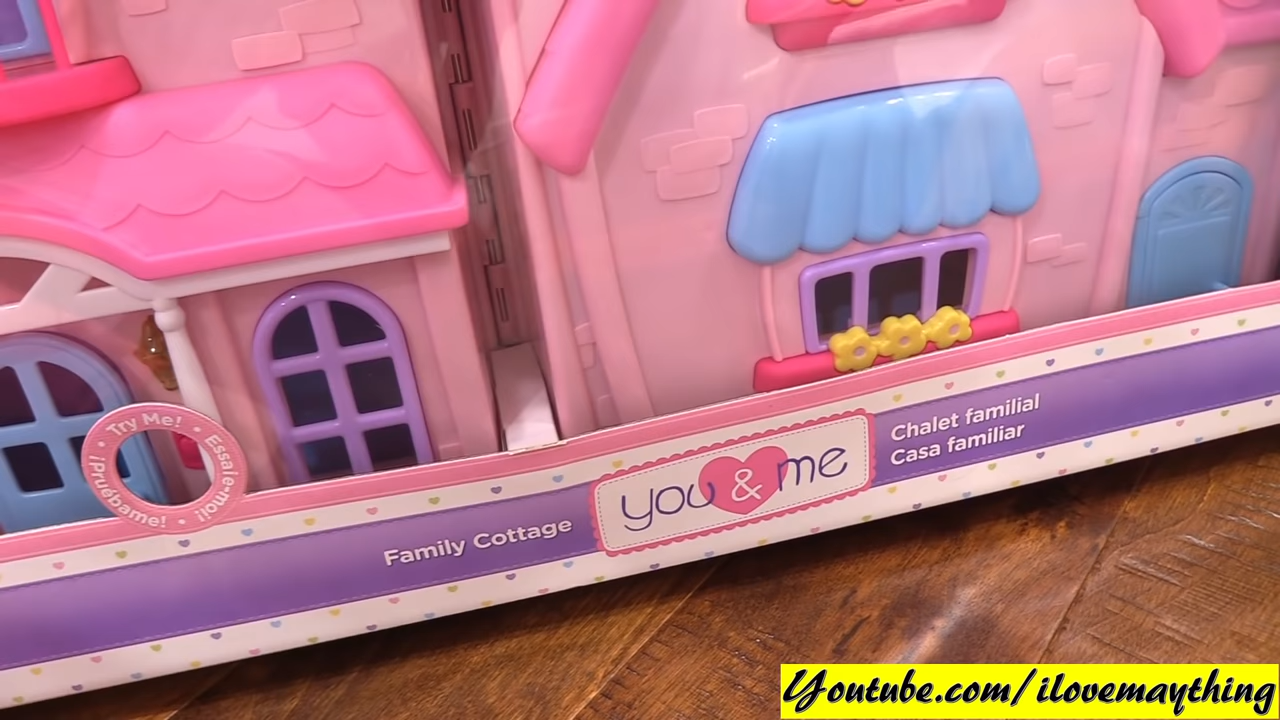 Try Me!
Essaie-moi!
¡Pruébame!
Family Cottage
you & me
Chalet familial
Casa familiar
Youtube.com/ilovemaything